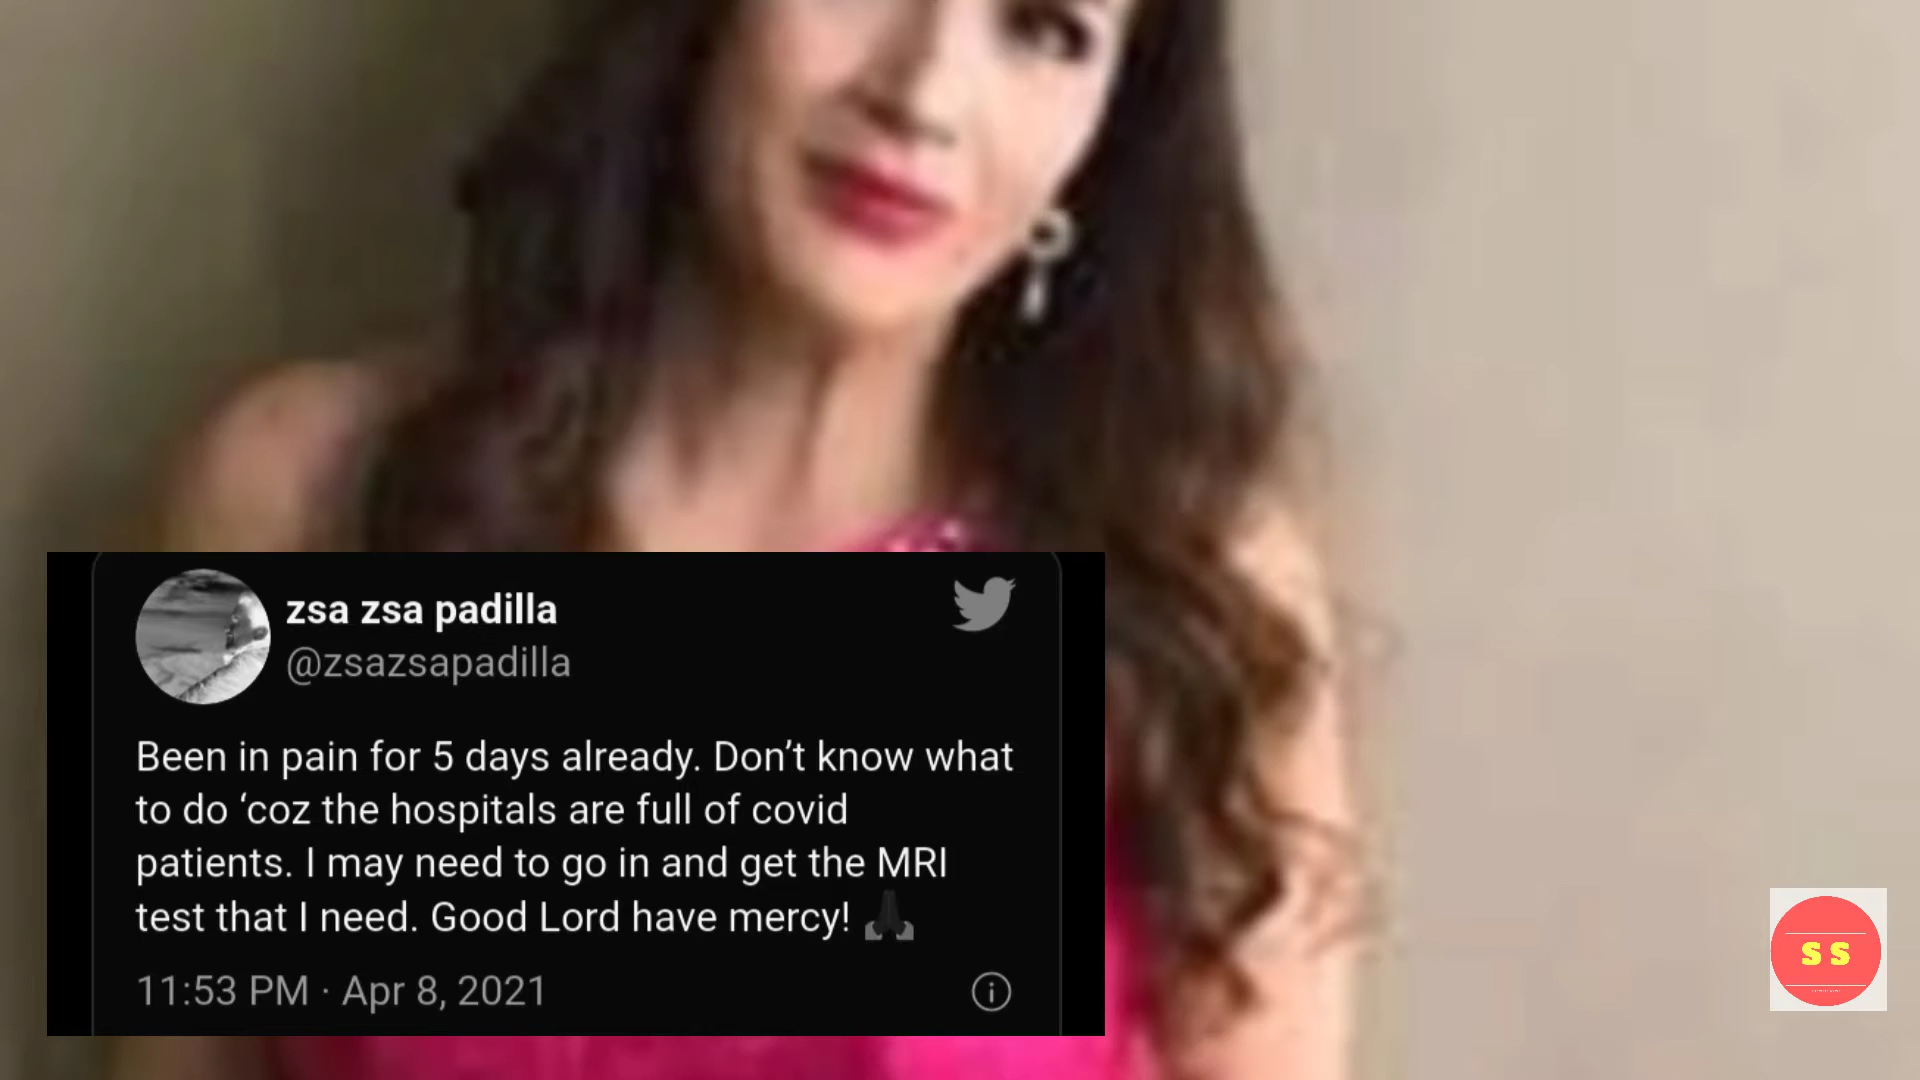 zsa zsa padilla
@zsazsapadilla
Been in pain for 5 days already. Don’t know what
to do ‘coz the hospitals are full of covid
patients. I may need to go in and get the MRI
test that I need. Good Lord have mercy! 🙏🏿
11:53 PM · Apr 8, 2021
SS